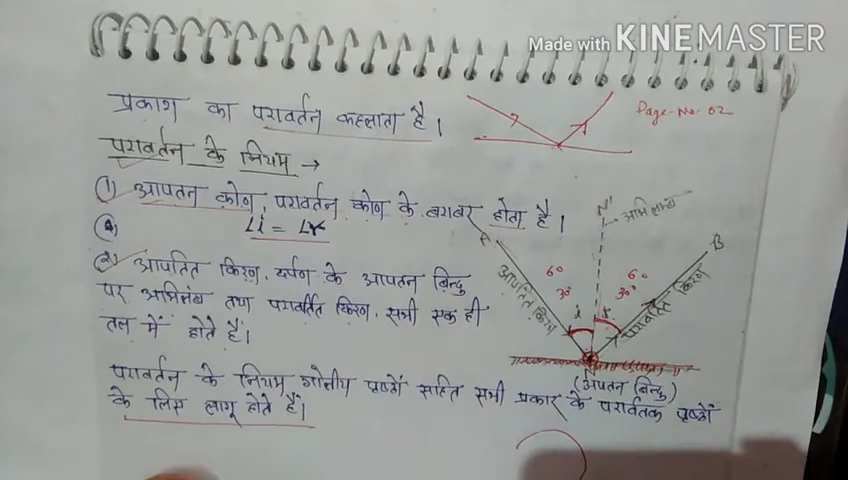 Made with KINEMASTER
प्रकाश का परावर्तन कहलाता है।
Page. No. 02
परावर्तन के नियम →
(1) आपतन कोण, परावर्तन कोण के बराबर होता है।
∠i = ∠r
(2) आपतित किरण, दर्पण के आपतन बिन्दु
पर अभिलंब तथा परावर्तित किरण, सभी एक ही
तल में होते हैं।
N'
अभिलम्ब
A
B
आपतित किरण
60
30
60
30°
i
r
परावर्तित किरण
N
(आपतन बिन्दु)
परावर्तन के नियम गोलीय पृष्ठों सहित सभी प्रकार के परावर्तक पृष्ठों
के लिए लागू होते हैं।